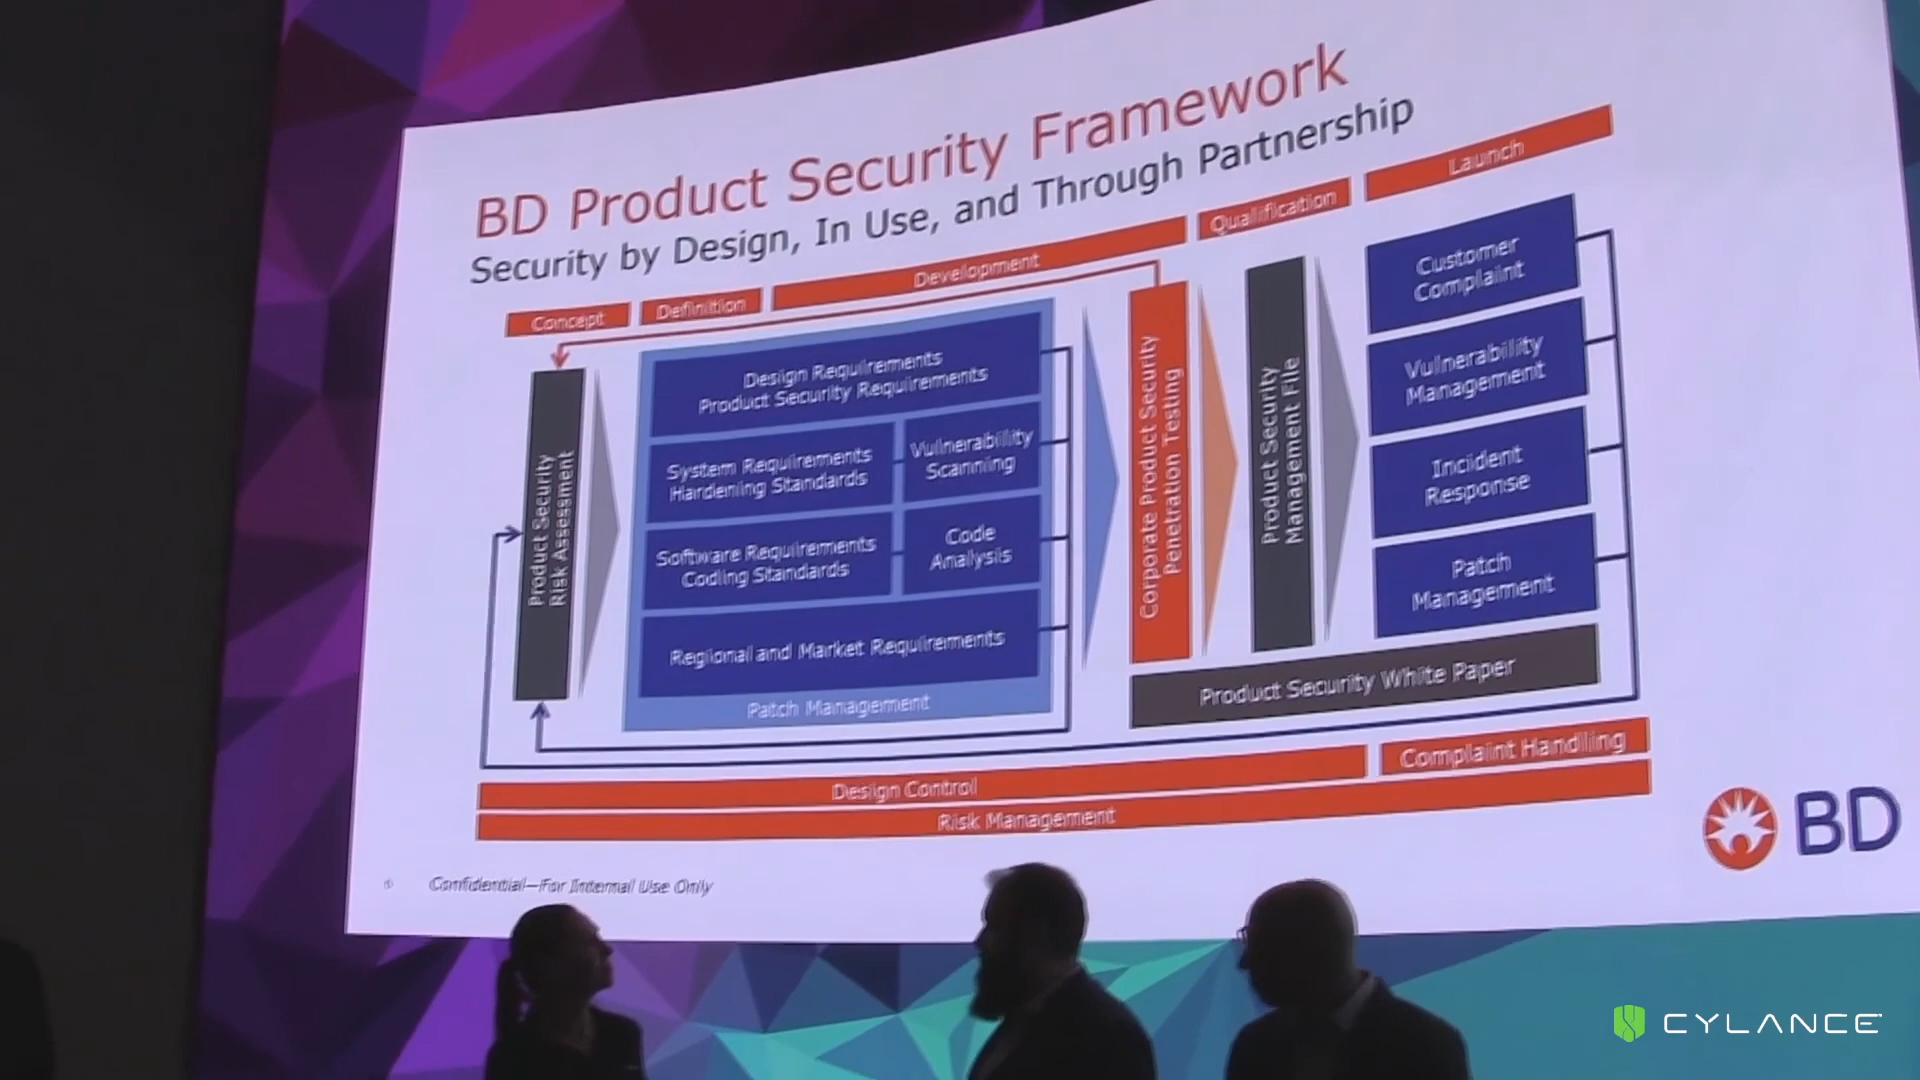 BD Product Security Framework
Security by Design, In Use, and Through Partnership
Concept
Definition
Development
Qualification
Launch
Product Security
Risk Assessment
Design Requirements
Product Security Requirements
System Requirements
Hardening Standards
Vulnerability
Scanning
Software Requirements
Coding Standards
Code
Analysis
Regional and Market Requirements
Patch Management
Corporate Product Security
Penetration Testing
Product Security
Management File
Customer
Complaint
Vulnerability
Management
Incident
Response
Patch
Management
Product Security White Paper
Design Control
Complaint Handling
Risk Management
Confidential—For Internal Use Only
BD
CYLANCE